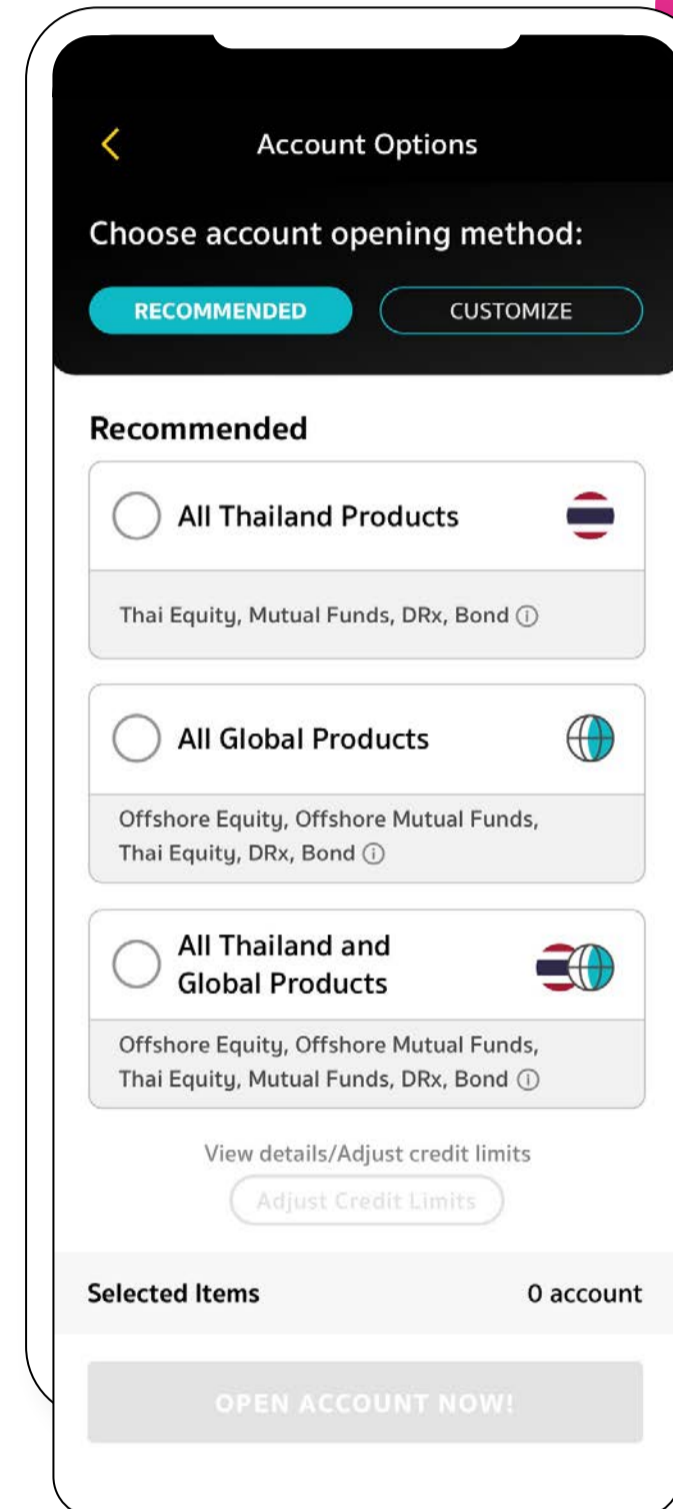 Account Options
Choose account opening method:
RECOMMENDED
CUSTOMIZE
Recommended
All Thailand Products
Thai Equity, Mutual Funds, DRx, Bond ⓘ
All Global Products
Offshore Equity, Offshore Mutual Funds,
Thai Equity, DRx, Bond ⓘ
All Thailand and
Global Products
Offshore Equity, Offshore Mutual Funds,
Thai Equity, Mutual Funds, DRx, Bond ⓘ
View details/Adjust credit limits
Adjust Credit Limits
Selected Items 0 account
OPEN ACCOUNT NOW!